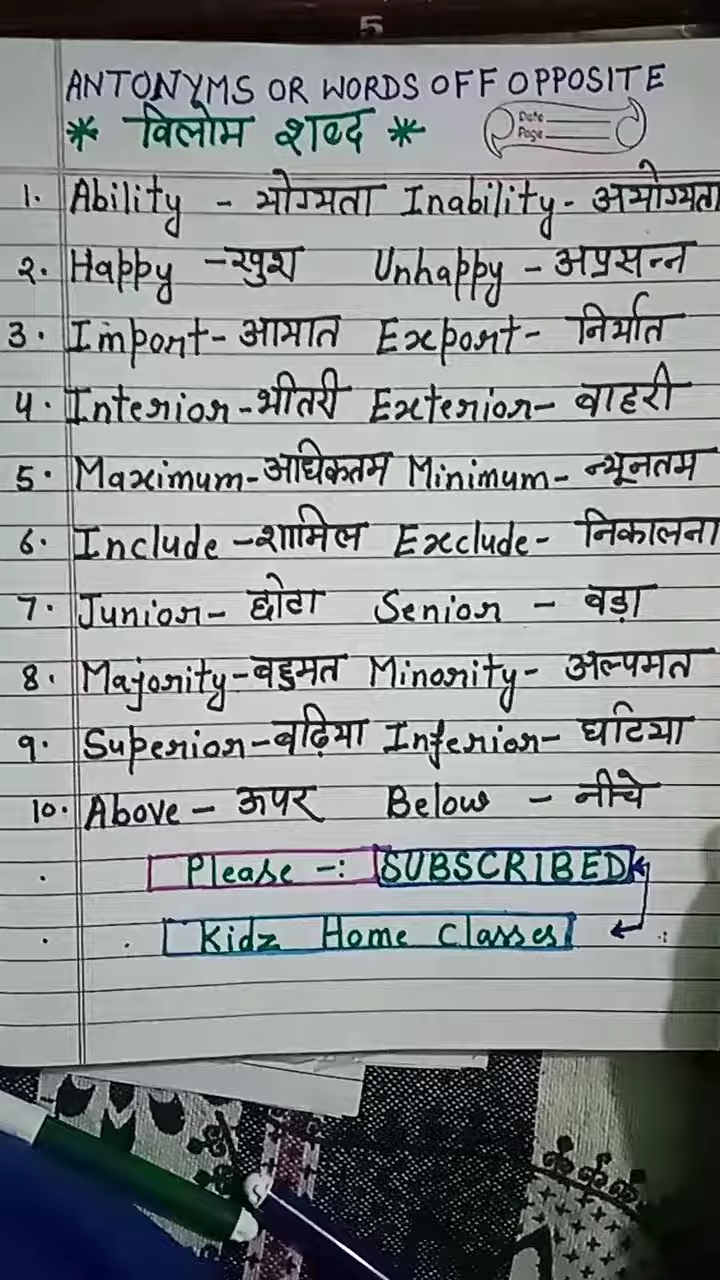 5
ANTONYMS OR WORDS OFF OPPOSITE
* विलोम शब्द *
Date
Page
1. Ability - योग्यता Inability - अयोग्यता
2. Happy - खुश Unhappy - अप्रसन्न
3. Import - आयात Export - निर्यात
4. Interior - भीतरी Exterior - बाहरी
5. Maximum - अधिकतम Minimum - न्यूनतम
6. Include - शामिल Exclude - निकालना
7. Junior - छोटा Senior - बड़ा
8. Majority - बहुमत Minority - अल्पमत
9. Superior - बढ़िया Inferior - घटिया
10. Above - ऊपर Below - नीचे
Please -: SUBSCRIBED
Kidz Home Classes